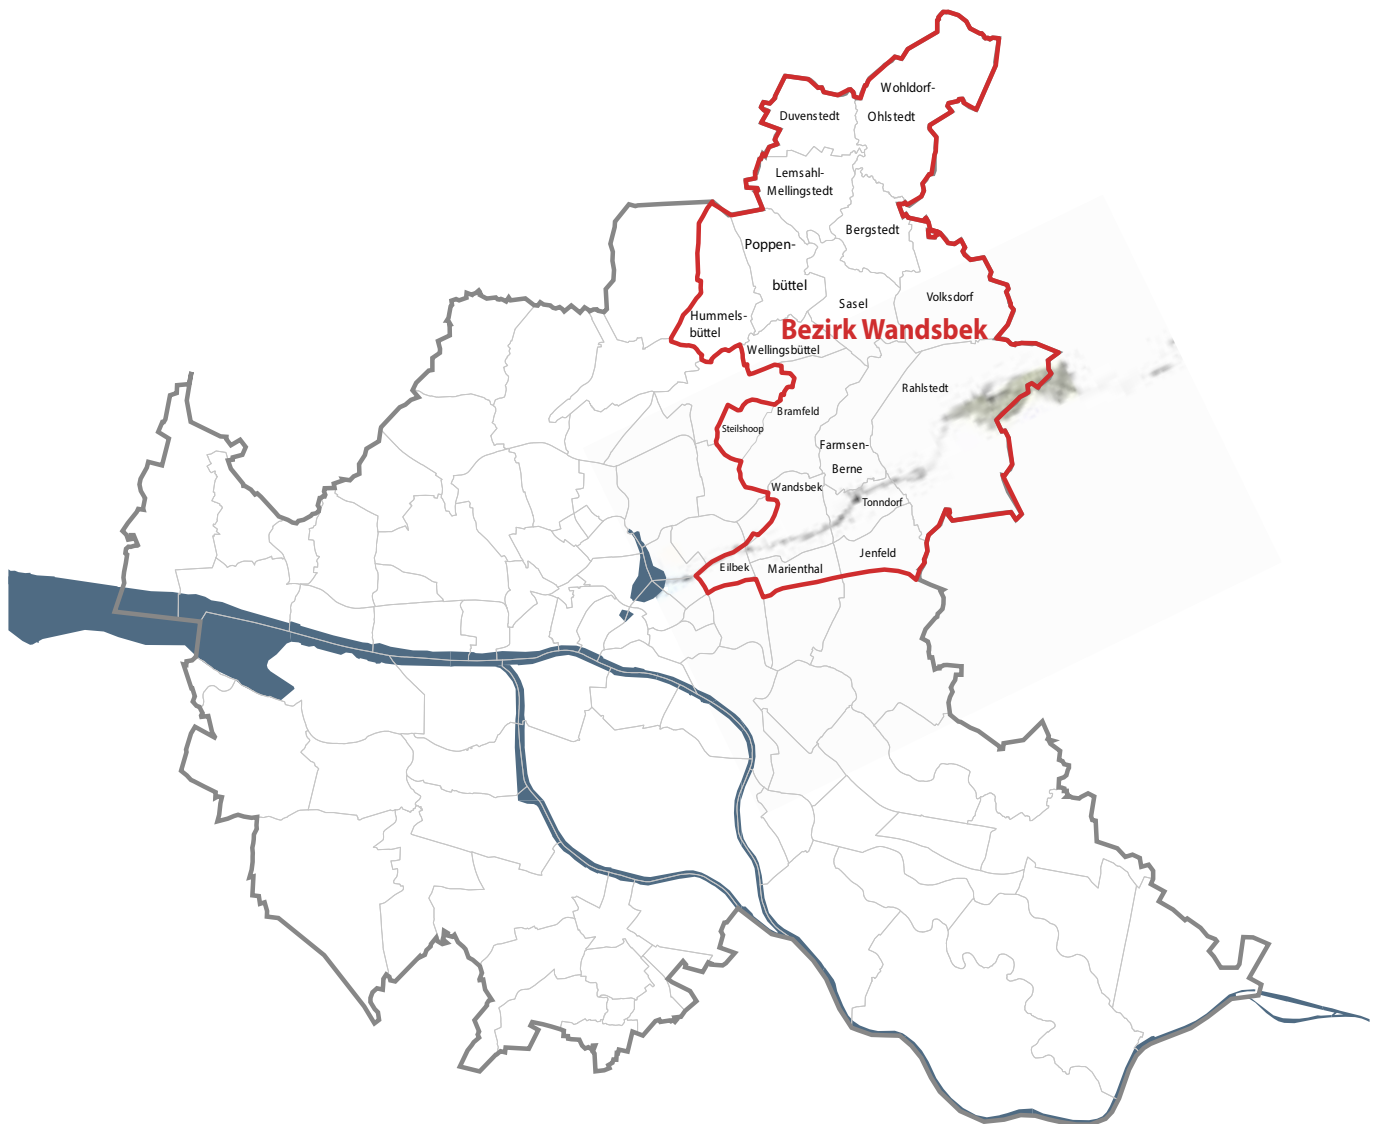 Wohldorf-
Ohlstedt
Duvenstedt
Lemsahl-
Mellingstedt
Bergstedt
Poppen-
büttel
Volksdorf
Sasel
Hummels-
büttel
Bezirk Wandsbek
Wellingsbüttel
Rahlstedt
Bramfeld
Steilshoop
Farmsen-
Berne
Wandsbek
Tonndorf
Jenfeld
Eilbek
Marienthal